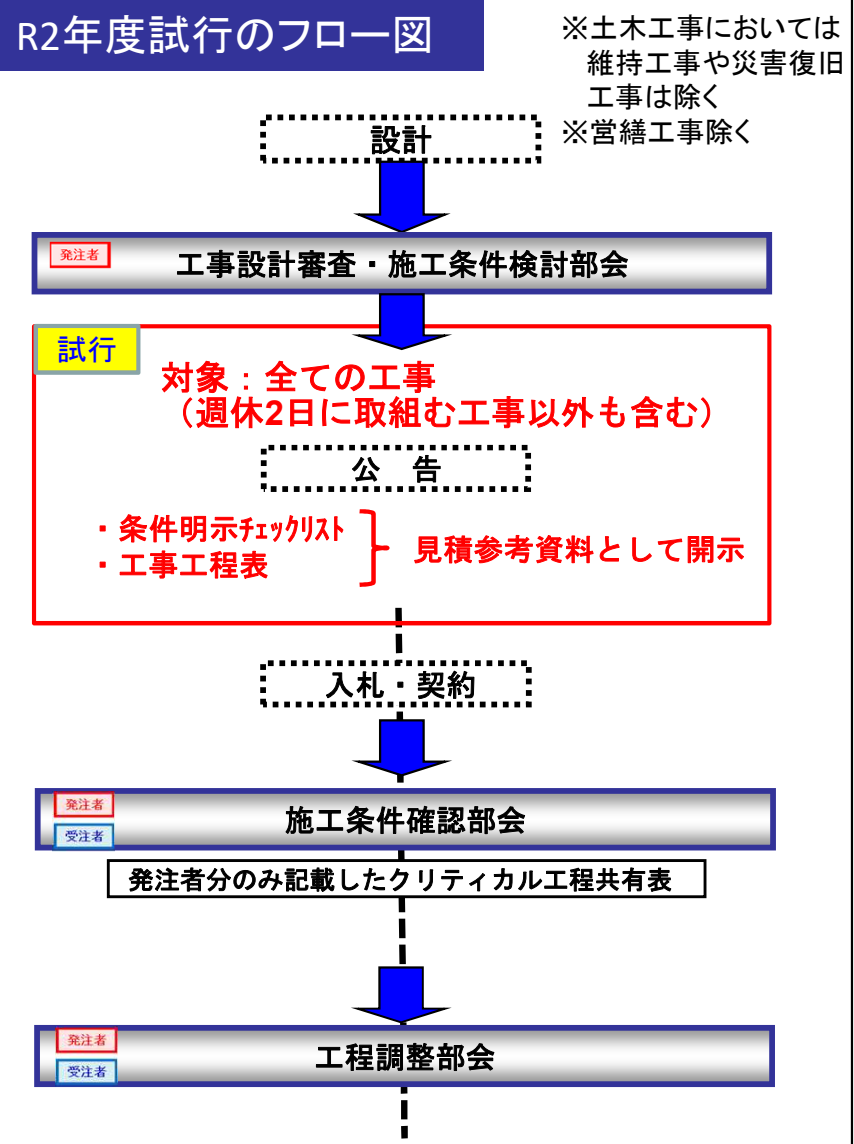 R2年度試行のフロー図
※土木工事においては
維持工事や災害復旧
工事は除く
※営繕工事除く
設計
発注者
工事設計審査・施工条件検討部会
試行
対象：全ての工事
（週休2日に取組む工事以外も含む）
公　告
・条件明示ﾁｪｯｸﾘｽﾄ
・工事工程表
見積参考資料として開示
入札・契約
発注者
受注者
施工条件確認部会
発注者分のみ記載したクリティカル工程共有表
発注者
受注者
工程調整部会